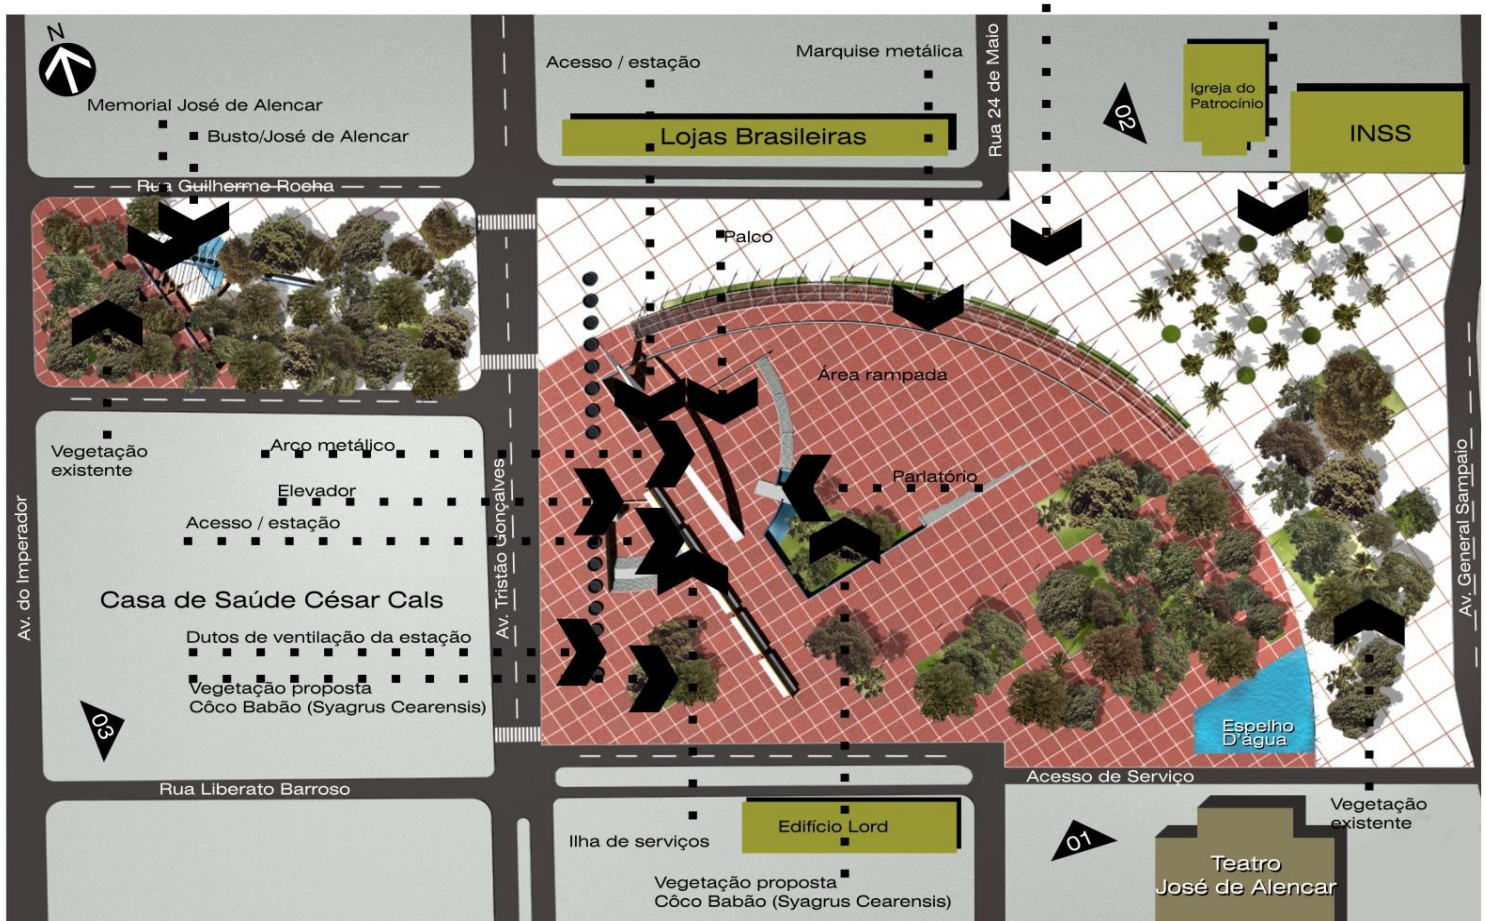 N
Memorial José de Alencar
Busto/José de Alencar
Rua Guilherme Rocha
Acesso / estação
Marquise metálica
Lojas Brasileiras
Rua 24 de Maio
02
Igreja do
Patrocínio
INSS
Palco
Área rampada
Parlatório
Vegetação
existente
Arco metálico
Elevador
Acesso / estação
Casa de Saúde César Cals
Dutos de ventilação da estação
Vegetação proposta
Côco Babão (Syagrus Cearensis)
03
Av. do Imperador
Av. Tristão Gonçalves
Av. General Sampaio
Espelho
D'água
Rua Liberato Barroso
Acesso de Serviço
Ilha de serviços
Edifício Lord
Vegetação proposta
Côco Babão (Syagrus Cearensis)
01
Vegetação
existente
Teatro
José de Alencar